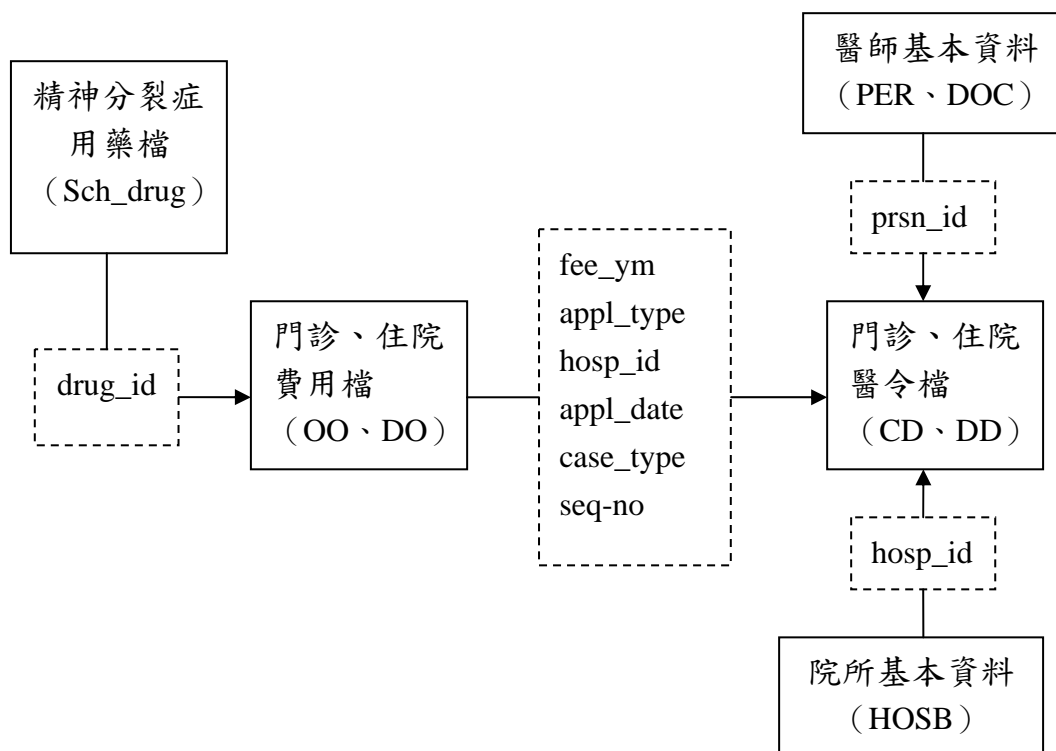 精神分裂症
用藥檔
（Sch_drug）
drug_id
門診、住院
費用檔
（OO、DO）
fee_ym
appl_type
hosp_id
appl_date
case_type
seq-no
醫師基本資料
（PER、DOC）
prsn_id
門診、住院
醫令檔
（CD、DD）
hosp_id
院所基本資料
（HOSB）